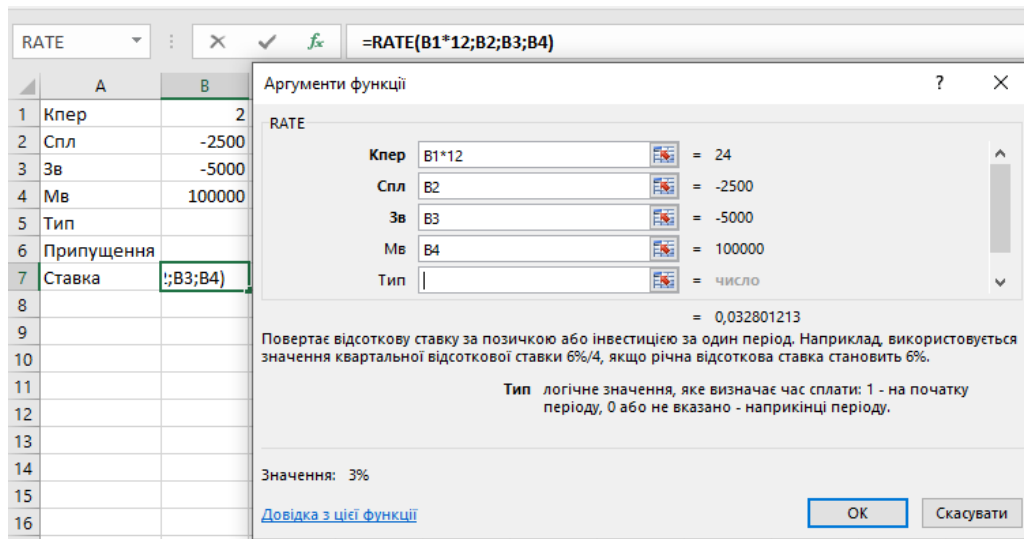 RATE =RATE(B1*12;B2;B3;B4)
A B
1 Кпер 2
2 Спл -2500
3 Зв -5000
4 Мв 100000
5 Тип
6 Припущення
7 Ставка !;B3;B4)
8
9
10
11
12
13
14
15
16
Аргументи функції ?
RATE
Кпер B1*12 = 24
Спл B2 = -2500
Зв B3 = -5000
Мв B4 = 100000
Тип = число
= 0,032801213
Повертає відсоткову ставку за позичкою або інвестицією за один період. Наприклад, використовується
значення квартальної відсоткової ставки 6%/4, якщо річна відсоткова ставка становить 6%.
Тип логічне значення, яке визначає час сплати: 1 - на початку
періоду, 0 або не вказано - наприкінці періоду.
Значення: 3%
Довідка з цієї функції ОК Скасувати